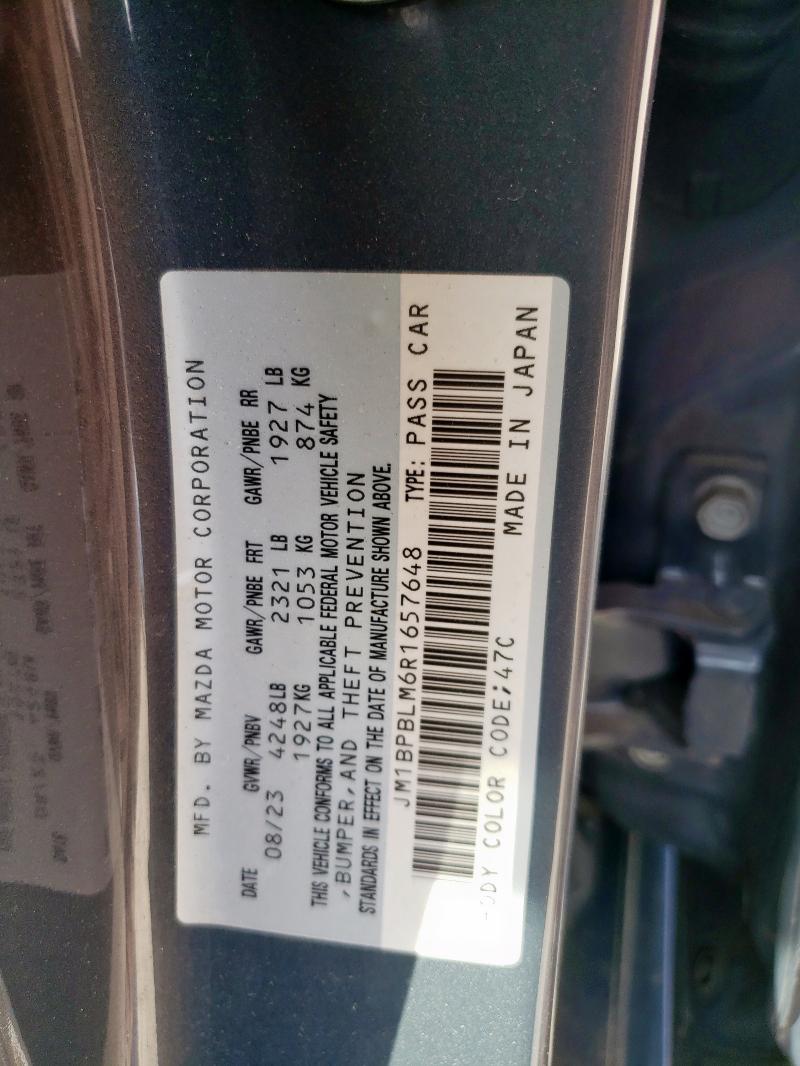 MFD. BY MAZDA MOTOR CORPORATION
DATE GVWR/PNBV GAWR/PNBE FRT GAWR/PNBE RR
08/23 4248LB 2321 LB 1927 LB
1927KG 1053 KG 874 KG
THIS VEHICLE CONFORMS TO ALL APPLICABLE FEDERAL MOTOR VEHICLE SAFETY
,BUMPER,AND THEFT PREVENTION
STANDARDS IN EFFECT ON THE DATE OF MANUFACTURE SHOWN ABOVE.
JM1BPBLM6R1657648 TYPE: PASS CAR
COLOR CODE;47C MADE IN JAPAN